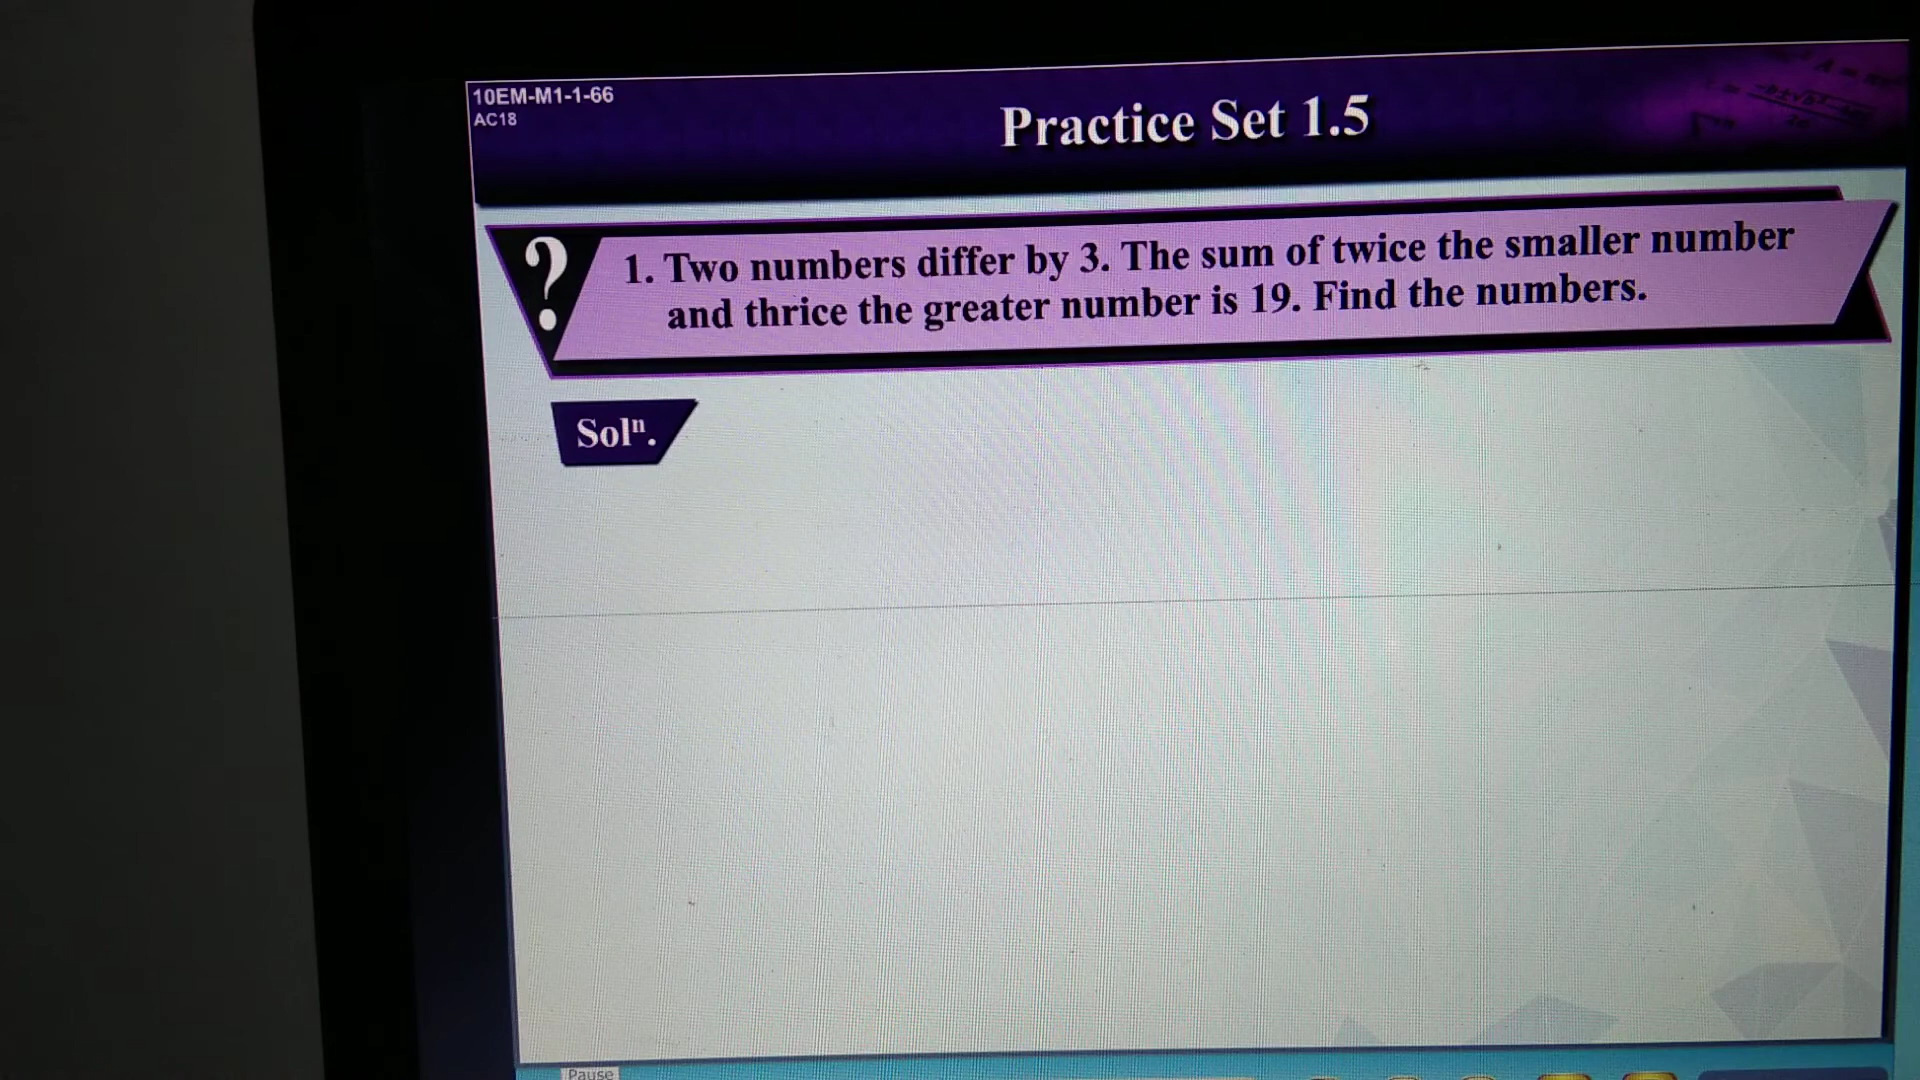 10EM-M1-1-66
AC18
Practice Set 1.5
?
1. Two numbers differ by 3. The sum of twice the smaller number
and thrice the greater number is 19. Find the numbers.
Solⁿ.
Pause